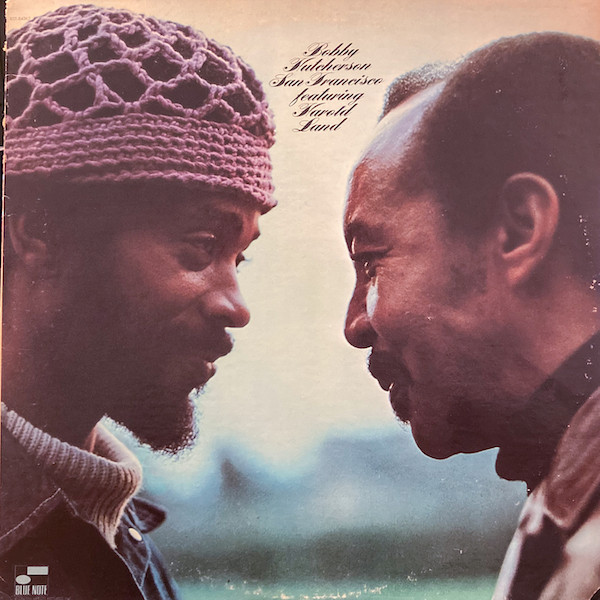 Bobby
Hutcherson
San Francisco
featuring
Harold
Land
BLUE NOTE